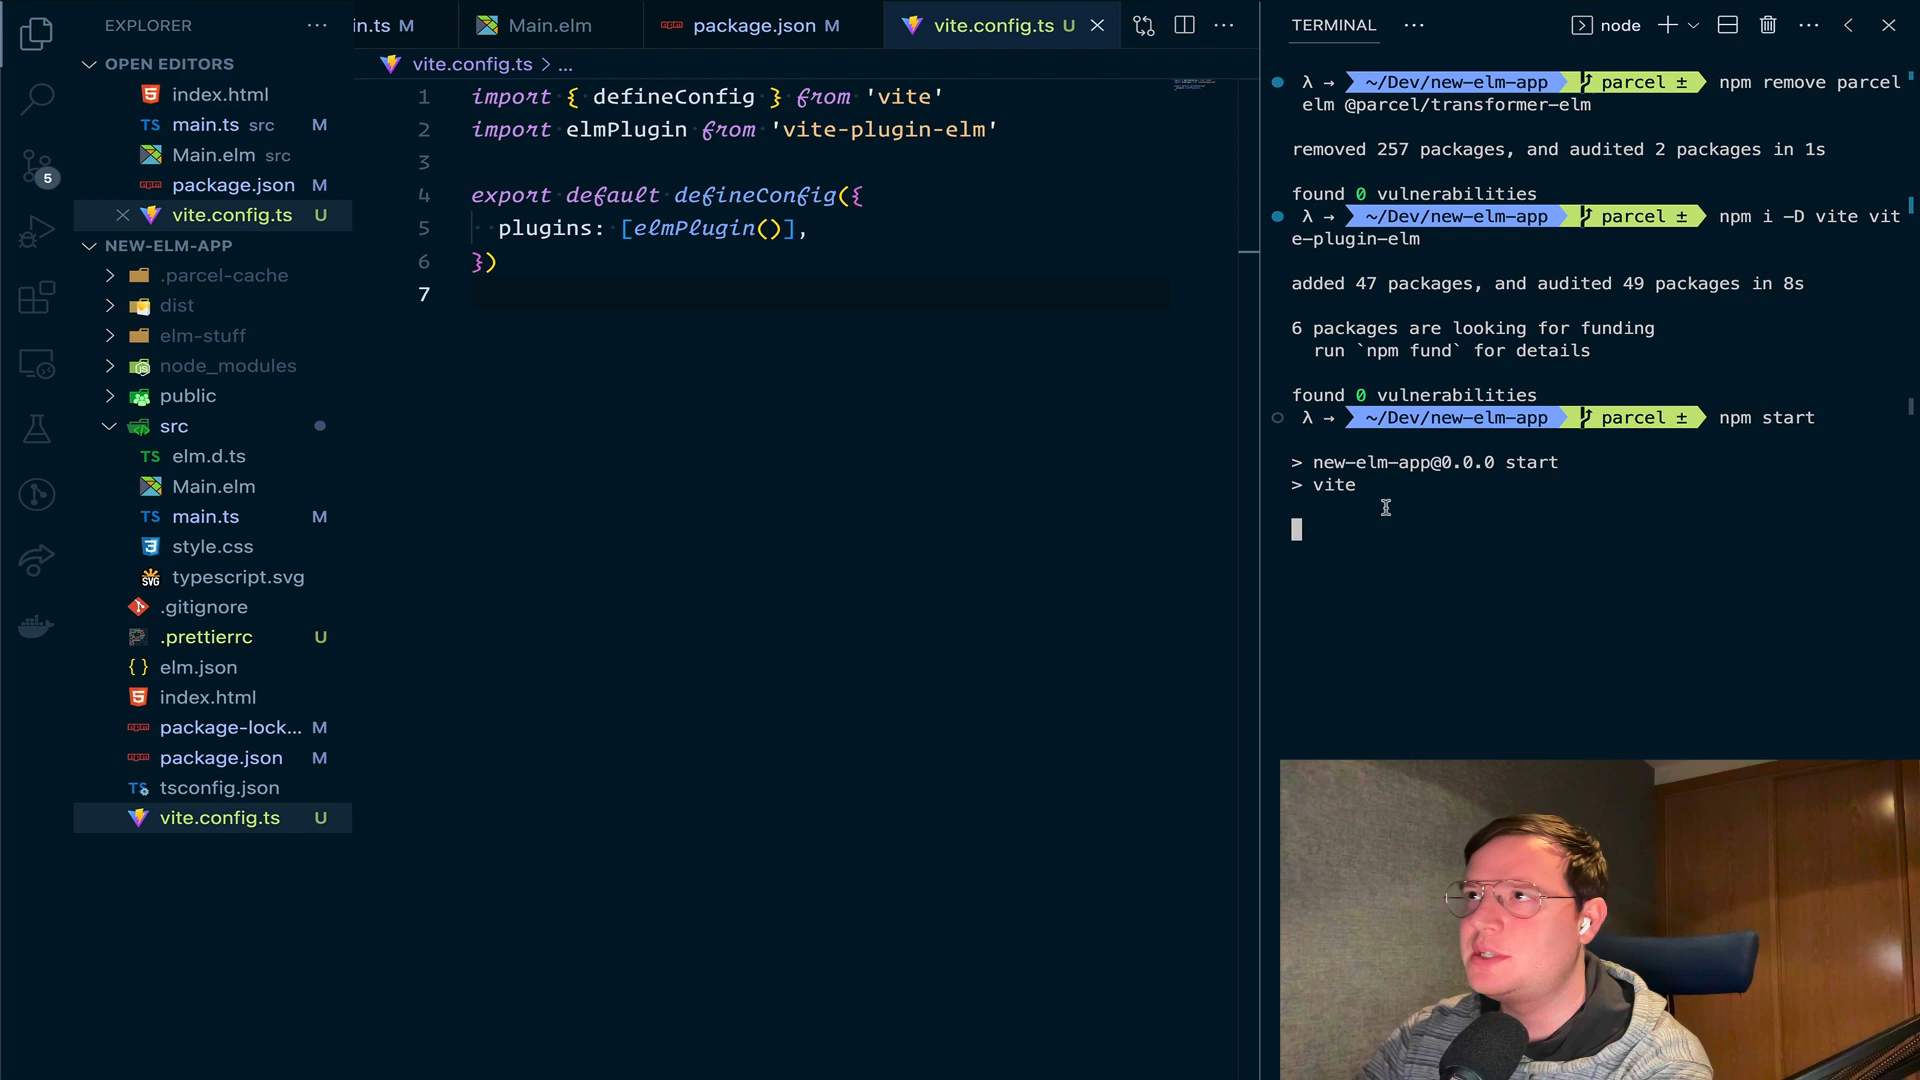 EXPLORER
OPEN EDITORS
index.html
main.ts src M
Main.elm src
package.json M
vite.config.ts U
5
NEW-ELM-APP
.parcel-cache
dist
elm-stuff
node_modules
public
src
TS elm.d.ts
Main.elm
TS main.ts M
style.css
typescript.svg
.gitignore
.prettierrc U
{ } elm.json
index.html
package-lock... M
package.json M
tsconfig.json
vite.config.ts U
in.ts M
Main.elm
package.json M
vite.config.ts U
vite.config.ts > ...
1 import { defineConfig } from 'vite'
2 import elmPlugin from 'vite-plugin-elm'
3
4 export default defineConfig({
5 plugins: [elmPlugin()],
6 })
7
TERMINAL
node
λ → ~/Dev/new-elm-app parcel ± npm remove parcel
elm @parcel/transformer-elm
removed 257 packages, and audited 2 packages in 1s
found 0 vulnerabilities
λ → ~/Dev/new-elm-app parcel ± npm i -D vite vit
e-plugin-elm
added 47 packages, and audited 49 packages in 8s
6 packages are looking for funding
run `npm fund` for details
found 0 vulnerabilities
λ → ~/Dev/new-elm-app parcel ± npm start
> new-elm-app@0.0.0 start
> vite